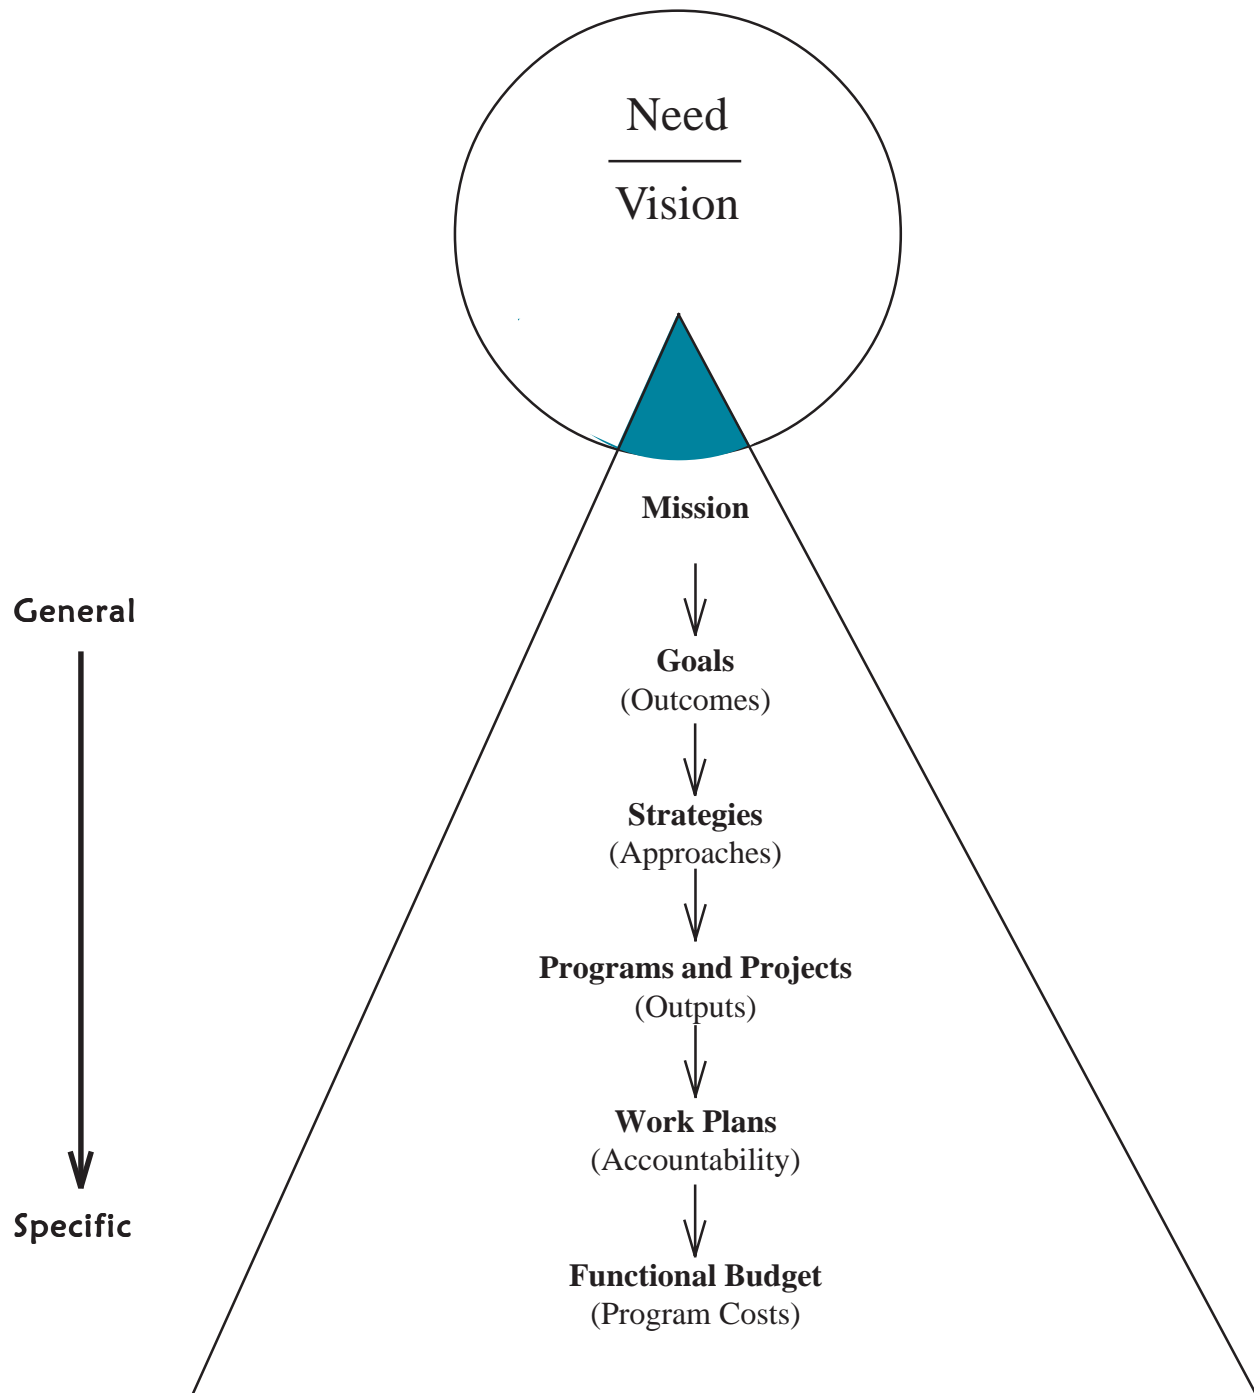 Need
Vision
Mission
General
Goals
(Outcomes)
Strategies
(Approaches)
Programs and Projects
(Outputs)
Work Plans
(Accountability)
Specific
Functional Budget
(Program Costs)